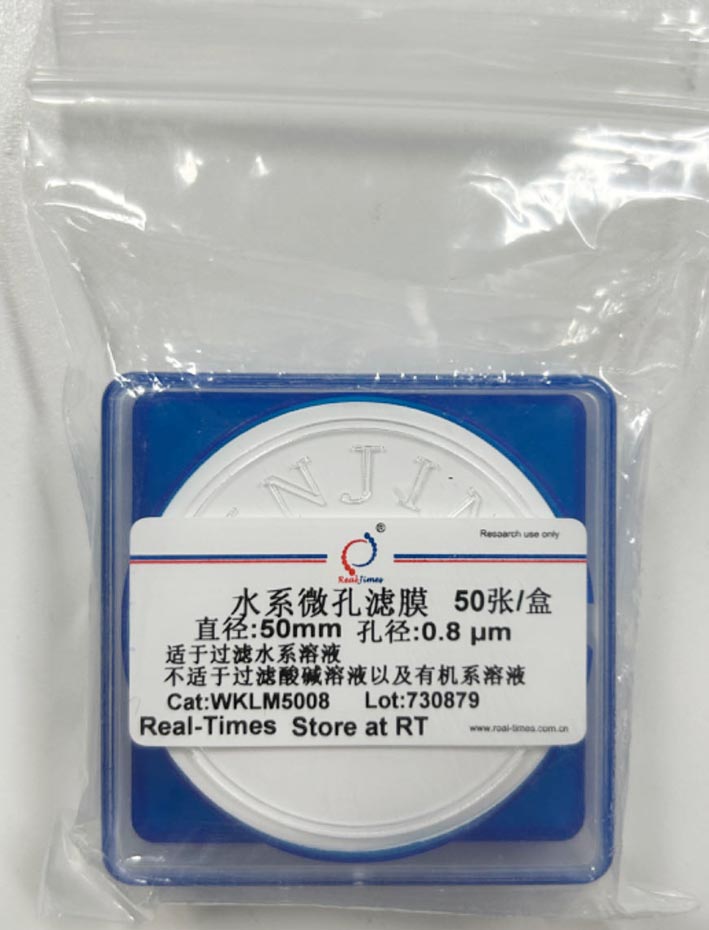 NJIN
Research use only
®
RealTimes
水系微孔滤膜 50张/盒
直径:50mm 孔径:0.8 μm
适于过滤水系溶液
不适于过滤酸碱溶液以及有机系溶液
Cat:WKLM5008 Lot:730879
Real-Times Store at RT www.real-times.com.cn